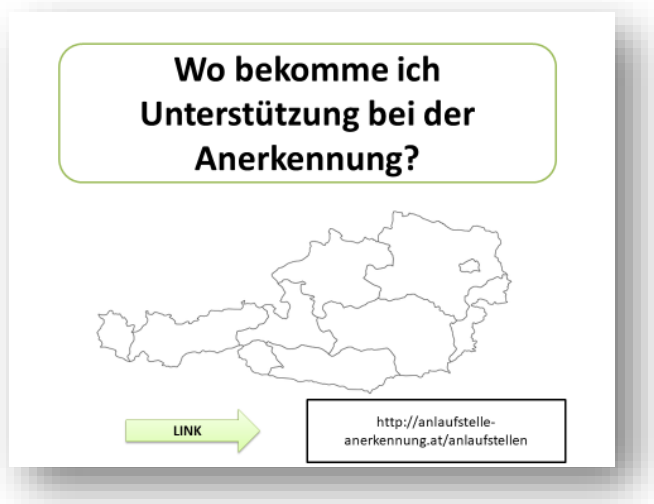 Wo bekomme ich
Unterstützung bei der
Anerkennung?
LINK
http://anlaufstelle-
anerkennung.at/anlaufstellen